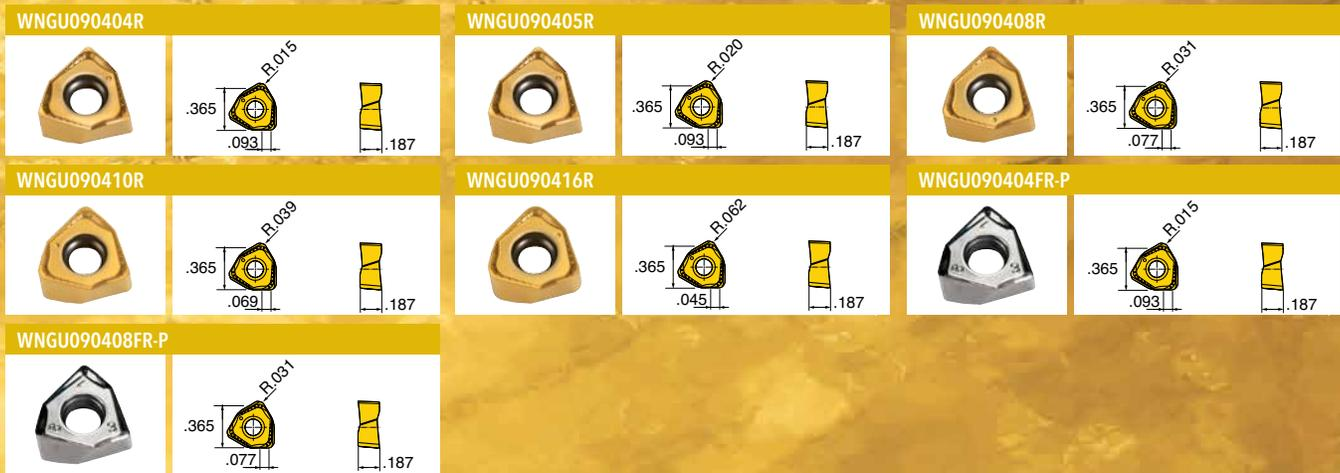 WNGU090404R
R.015
.365
.093
.187
WNGU090405R
R.020
.365
.093
.187
WNGU090408R
R.031
.365
.077
.187
WNGU090410R
R.039
.365
.069
.187
WNGU090416R
R.062
.365
.045
.187
WNGU090404FR-P
R.015
.365
.093
.187
WNGU090408FR-P
R.031
.365
.077
.187